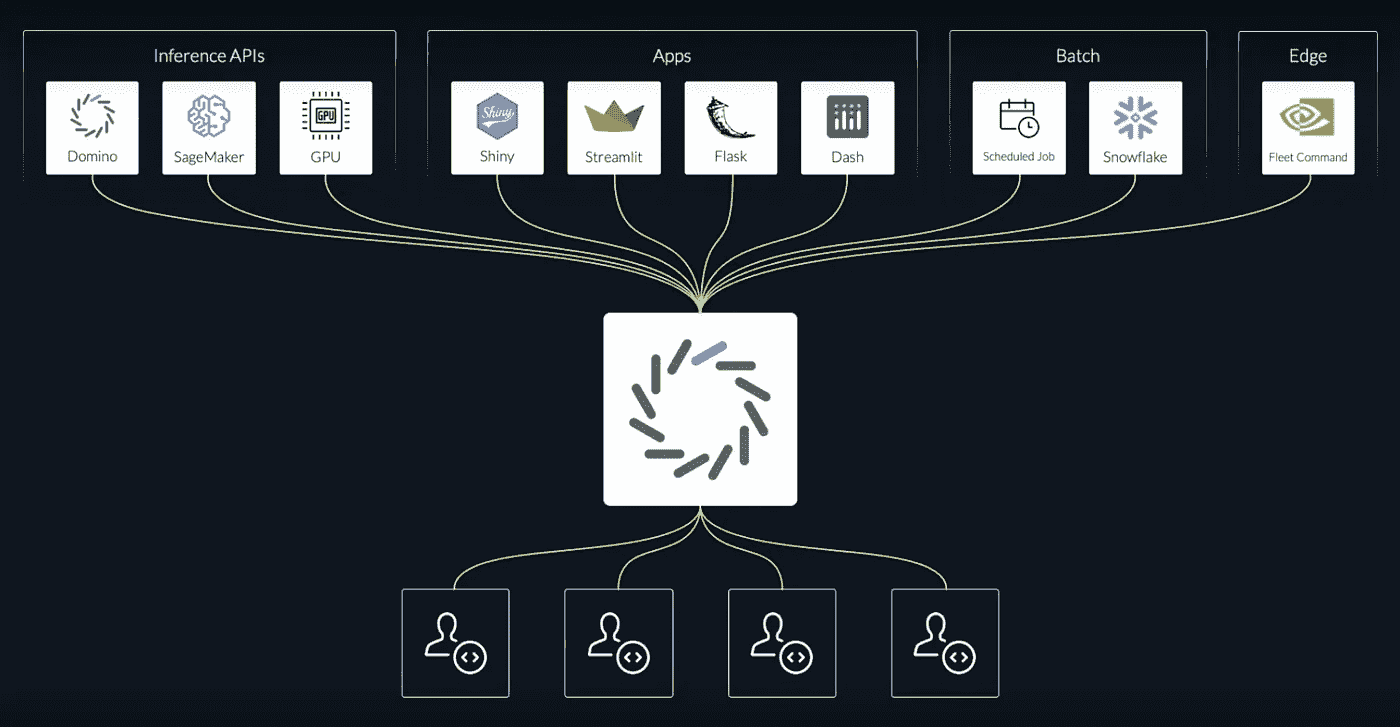 Inference APIs
Apps
Batch
Edge
Domino
SageMaker
GPU
GPU
Shiny
Shiny
Streamlit
Flask
Dash
Scheduled Job
Snowflake
Fleet Command